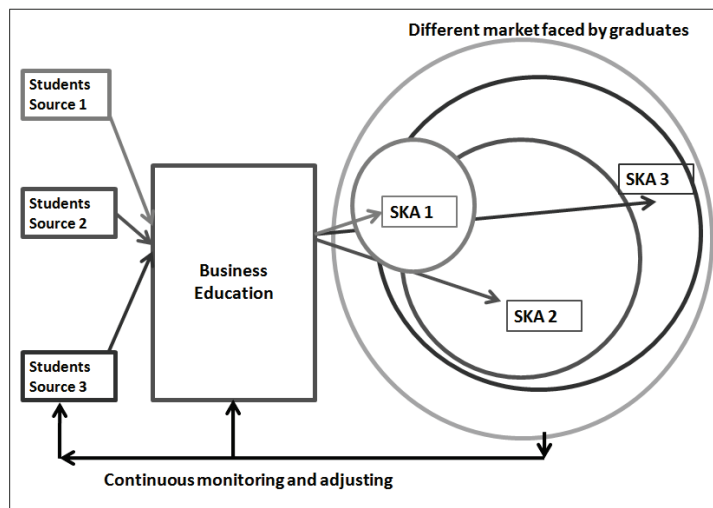 Different market faced by graduates
Students
Source 1
Students
Source 2
Students
Source 3
Business
Education
SKA 1
SKA 3
SKA 2
Continuous monitoring and adjusting